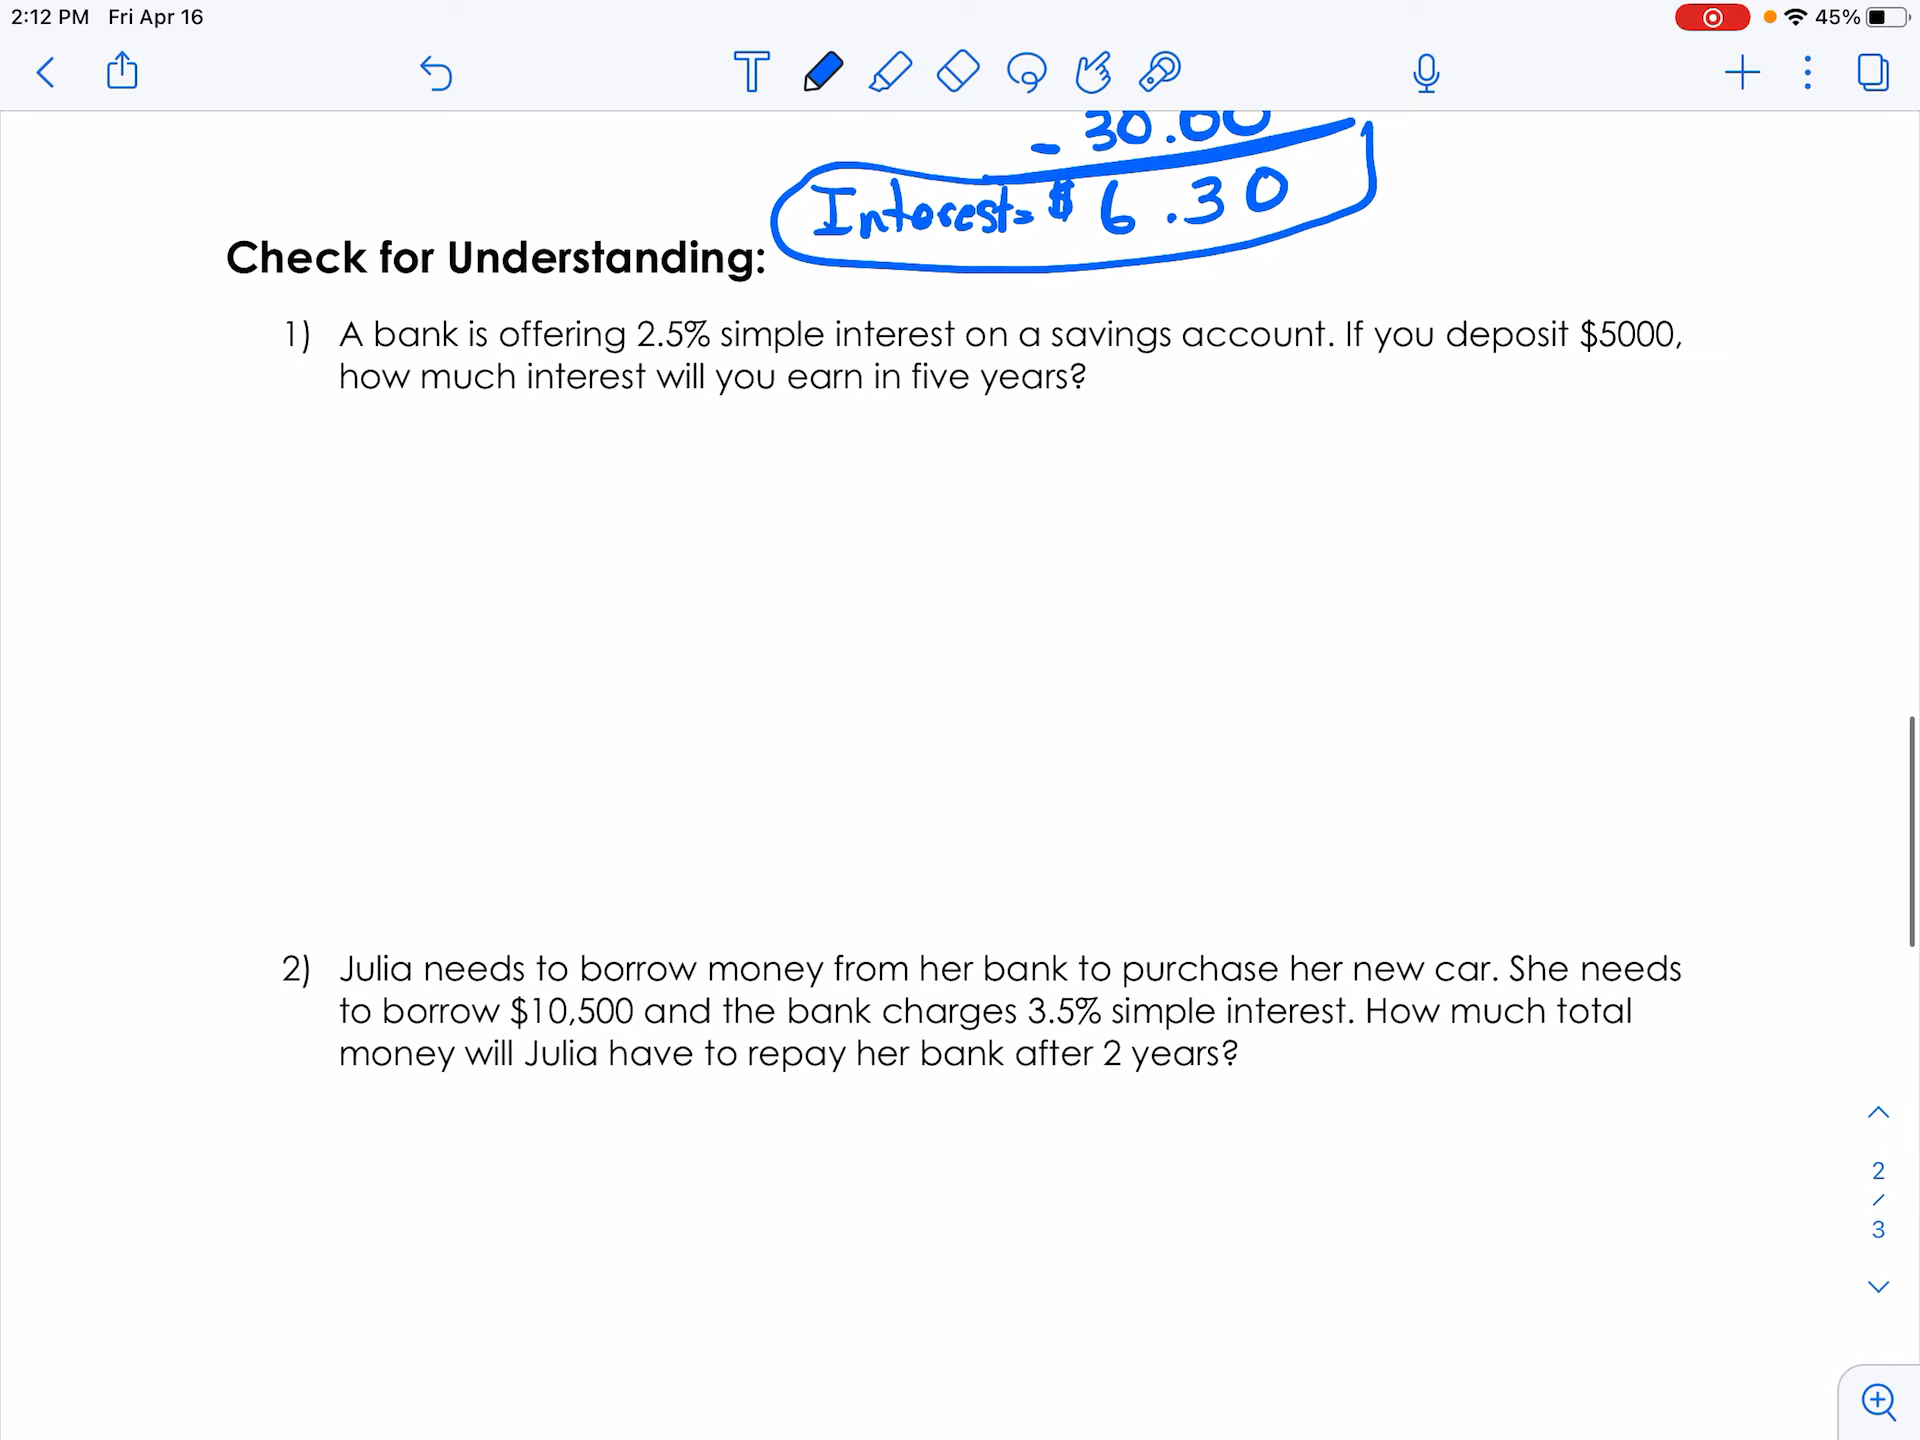 2:12 PM Fri Apr 16
45%
- 30.00
Interest= $ 6.30
Check for Understanding:
1) A bank is offering 2.5% simple interest on a savings account. If you deposit $5000,
how much interest will you earn in five years?
2) Julia needs to borrow money from her bank to purchase her new car. She needs
to borrow $10,500 and the bank charges 3.5% simple interest. How much total
money will Julia have to repay her bank after 2 years?
2
/
3